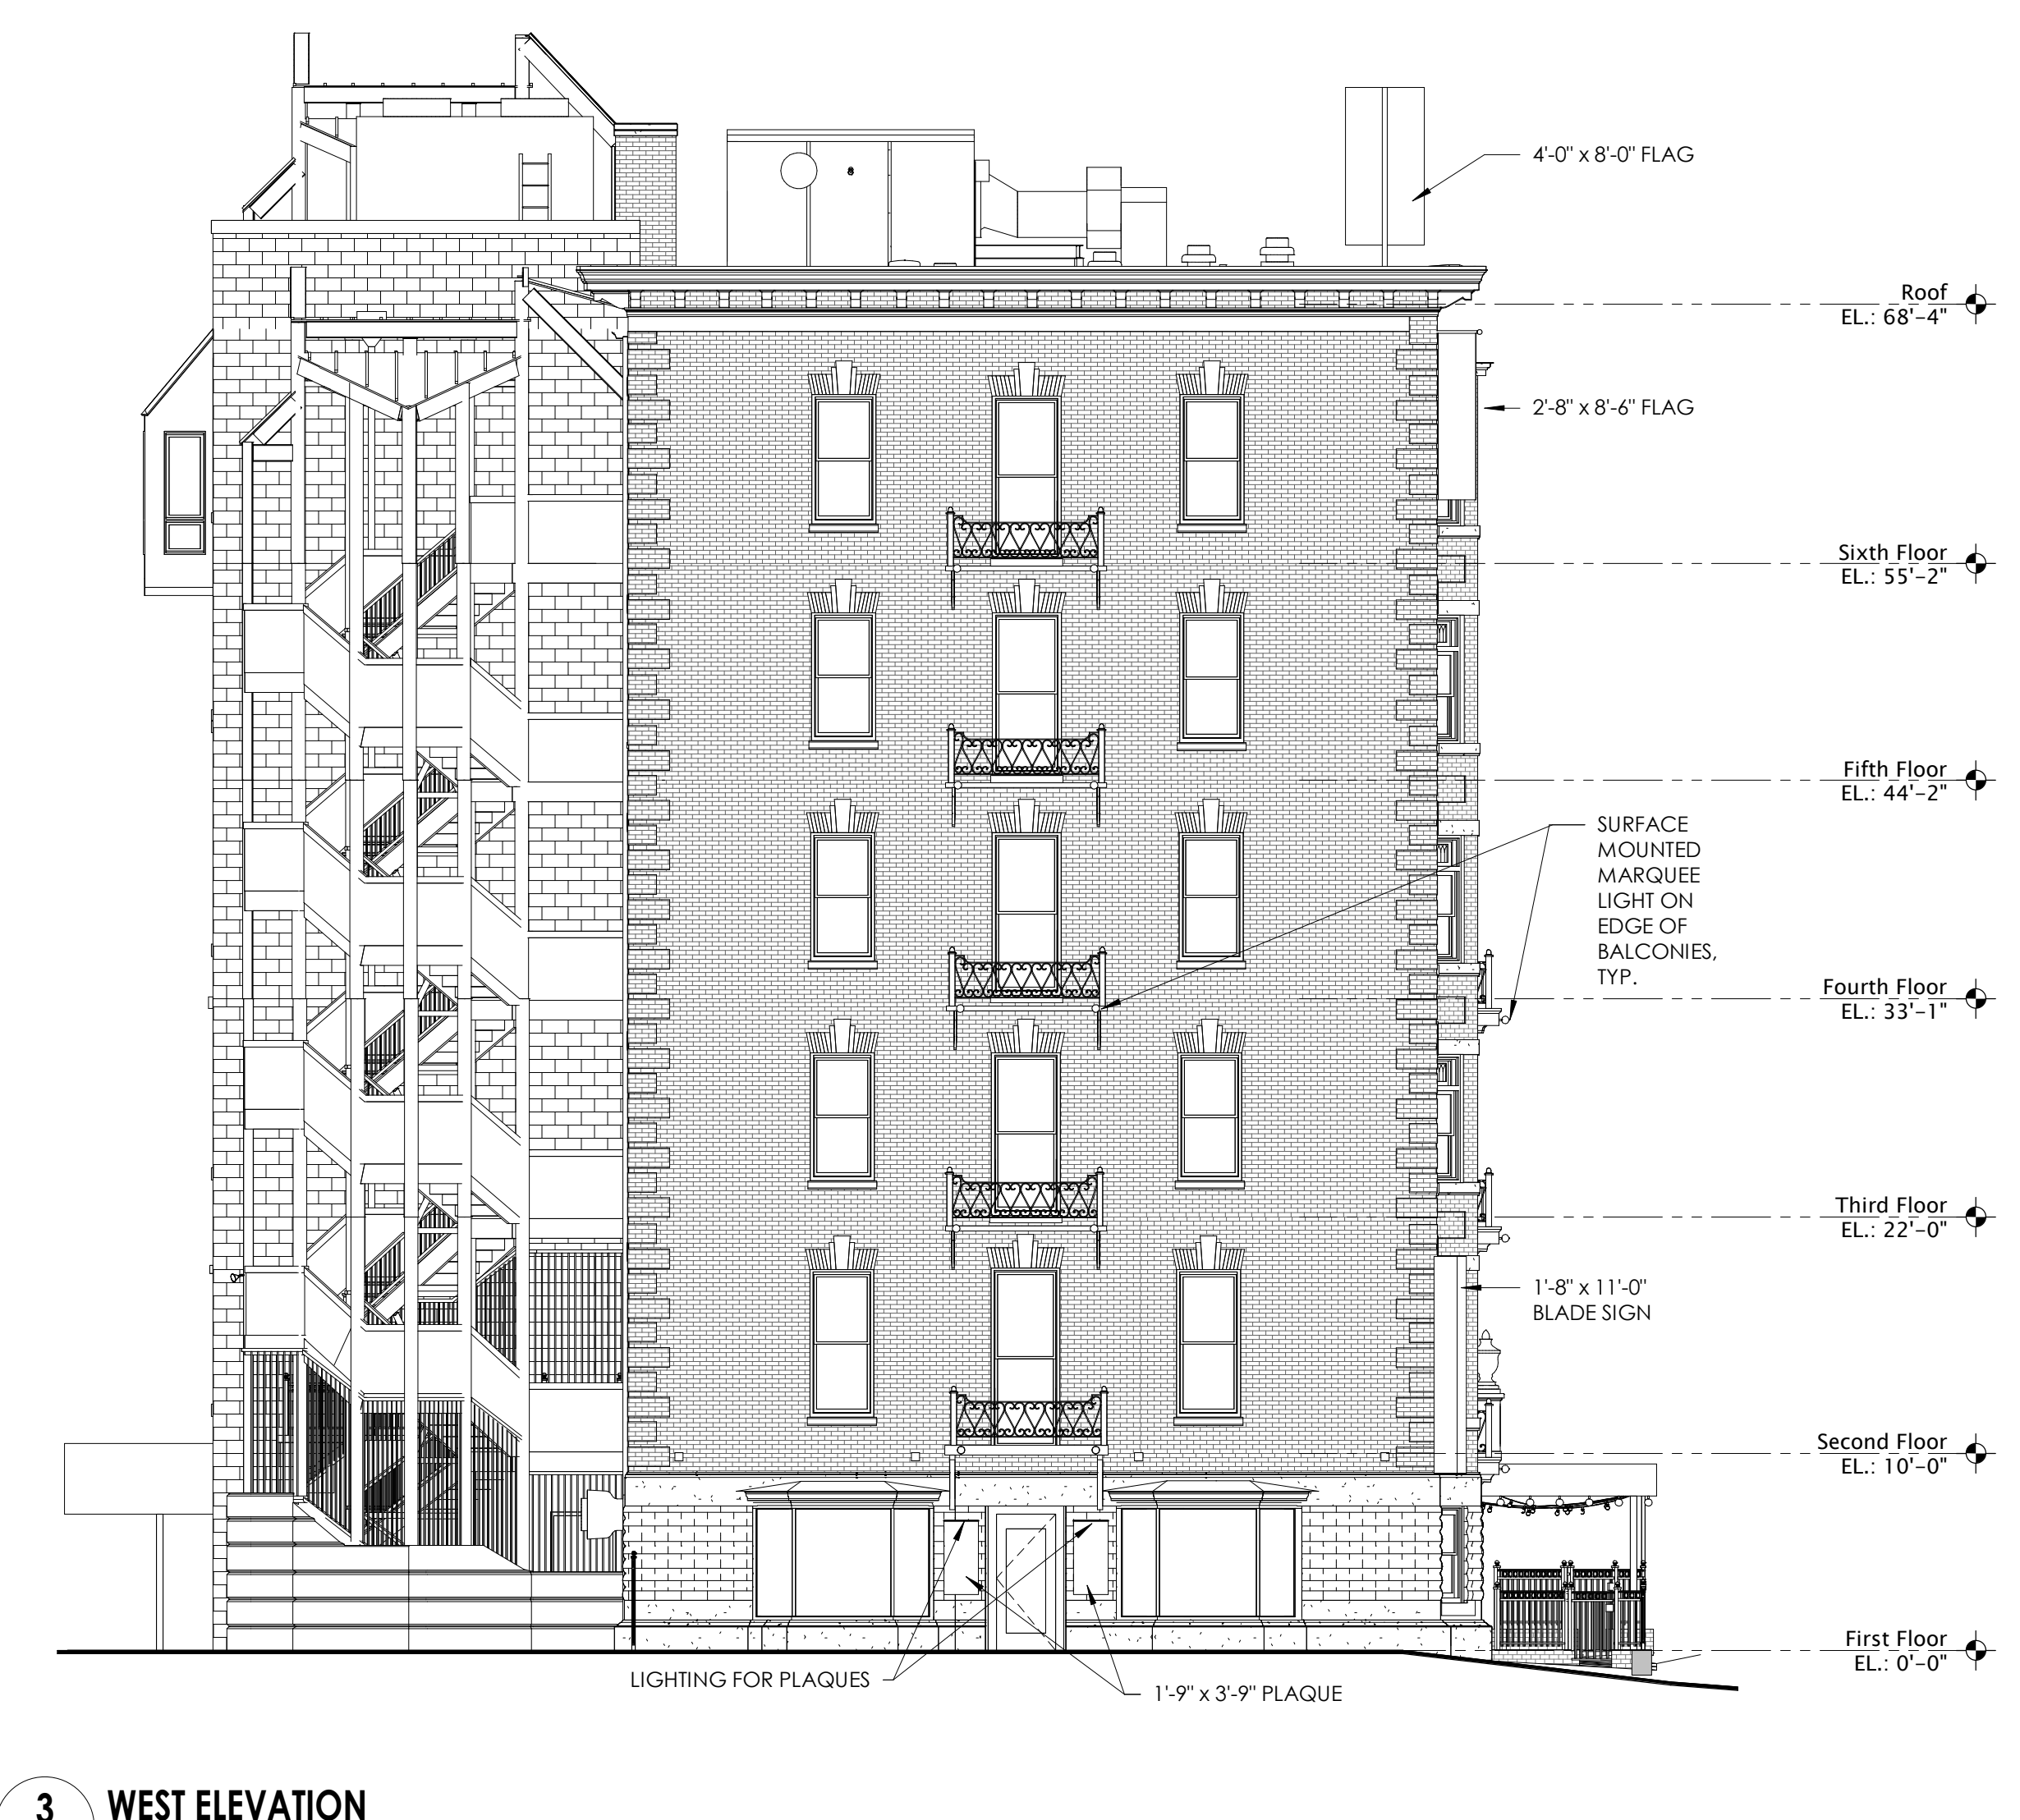 4'-0" x 8'-0" FLAG
Roof
EL.: 68'-4"
2'-8" x 8'-6" FLAG
Sixth Floor
EL.: 55'-2"
Fifth Floor
EL.: 44'-2"
SURFACE
MOUNTED
MARQUEE
LIGHT ON
EDGE OF
BALCONIES,
TYP.
Fourth Floor
EL.: 33'-1"
Third Floor
EL.: 22'-0"
1'-8" x 11'-0"
BLADE SIGN
Second Floor
EL.: 10'-0"
First Floor
EL.: 0'-0"
LIGHTING FOR PLAQUES
1'-9" x 3'-9" PLAQUE
3
WEST ELEVATION